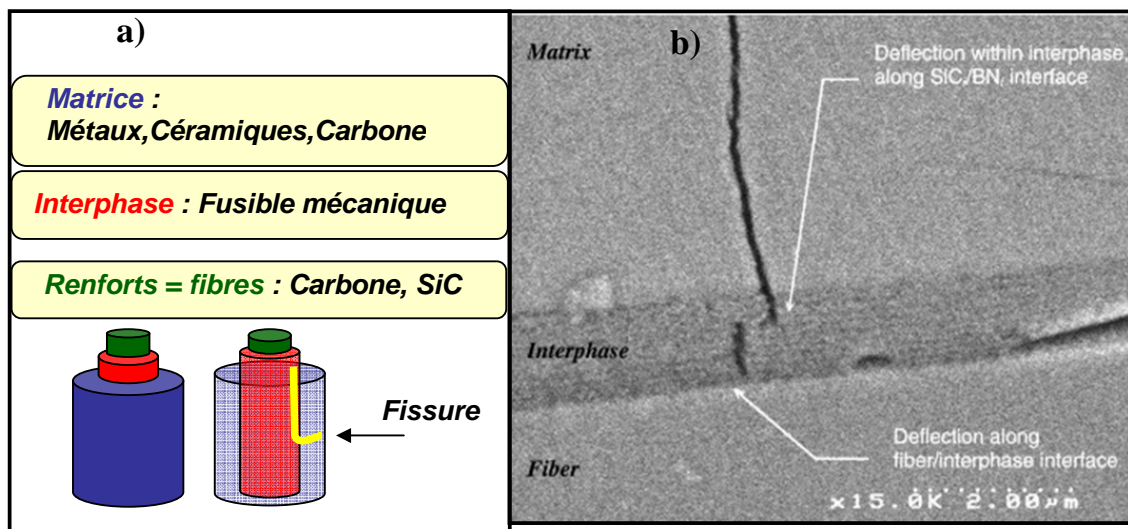 a)
Matrice :
Métaux,Céramiques,Carbone
Interphase : Fusible mécanique
Renforts = fibres : Carbone, SiC
Fissure
b)
Matrix
Deflection within interphase,
along SiC/BN interface
Interphase
Deflection along
fiber/interphase interface
Fiber
x15.0K 2.00µm